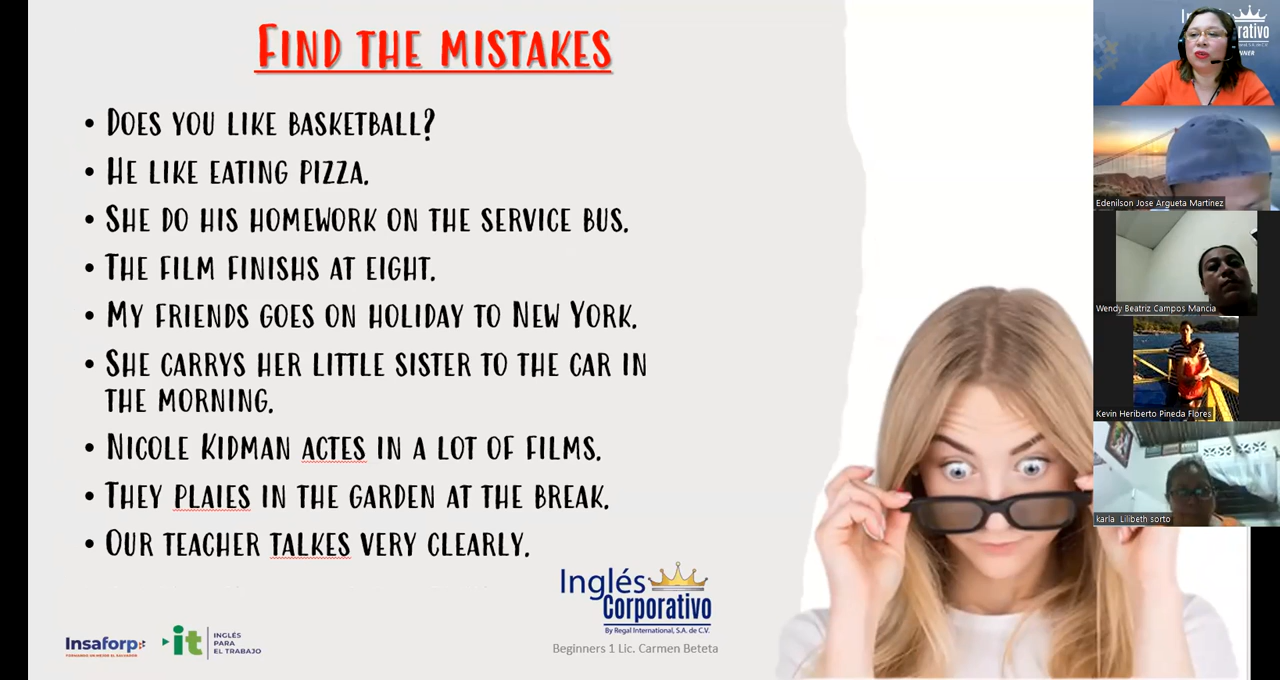 Find the mistakes
• Does you like basketball?
• He like eating pizza.
• She do his homework on the service bus.
• The film finishs at eight.
• My friends goes on holiday to New York.
• She carrys her little sister to the car in
the morning.
• Nicole Kidman actes in a lot of films.
• They plaies in the garden at the break.
• Our teacher talkes very clearly.
Inglés
Corporativo
By Regal International, S.A. de C.V.
Beginners 1 Lic. Carmen Beteta
Insaforp
it
INGLÉS
PARA
EL TRABAJO
Edenilson Jose Argueta Martinez
Wendy Beatriz Campos Mancia
Kevin Heriberto Pineda Flores
karla Lilibeth sorto